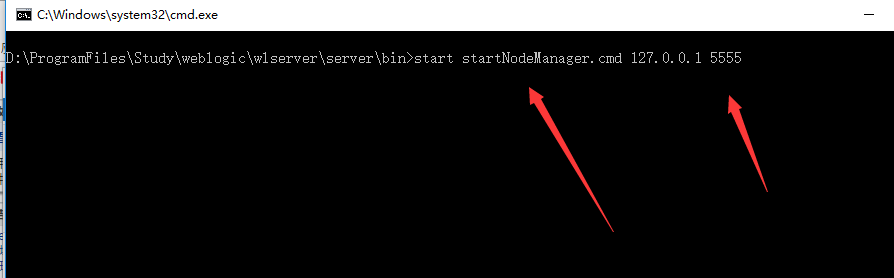 C:\Windows\system32\cmd.exe
D:\ProgramFiles\Study\weblogic\wlserver\server\bin>start startNodeManager.cmd 127.0.0.1 5555